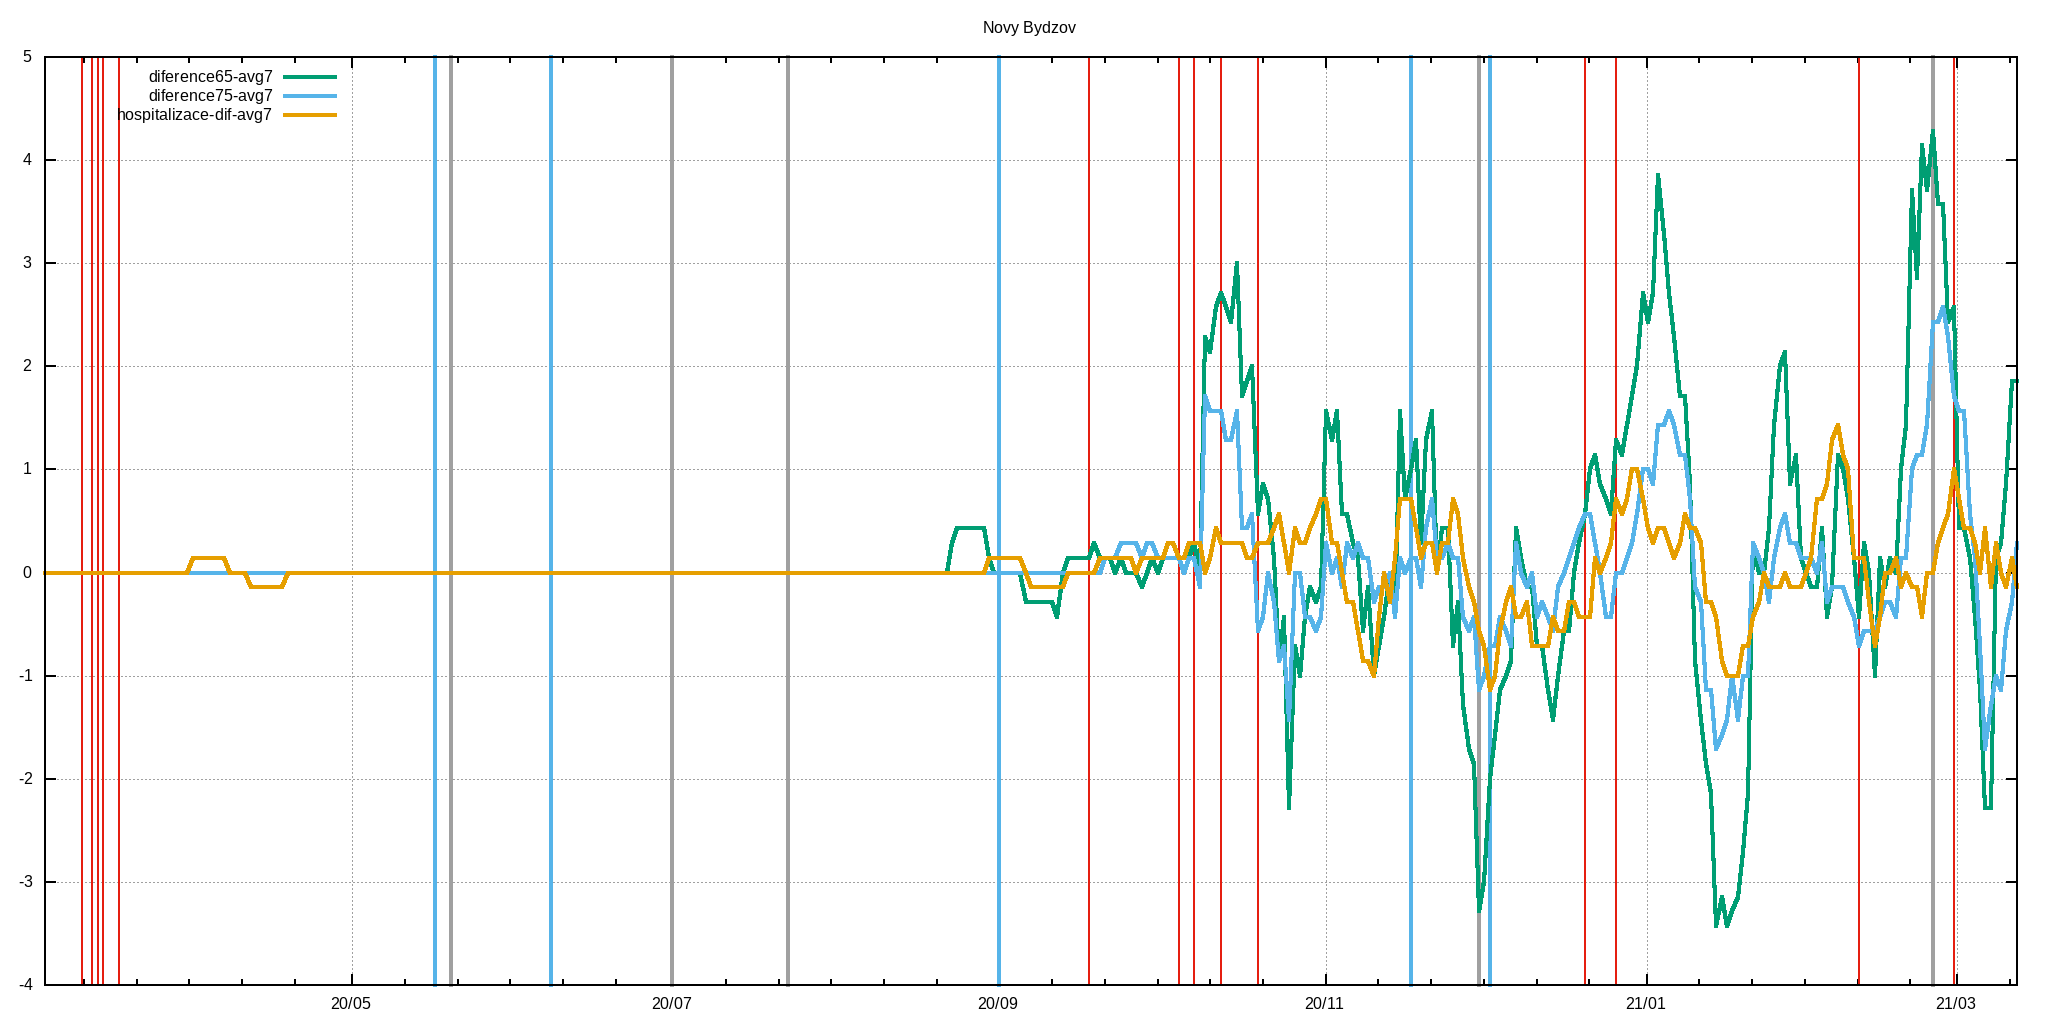 Novy Bydzov
5
diference65-avg7
diference75-avg7
hospitalizace-dif-avg7
4
3
2
1
0
-1
-2
-3
-4
20/05 20/07 20/09 20/11 21/01 21/03